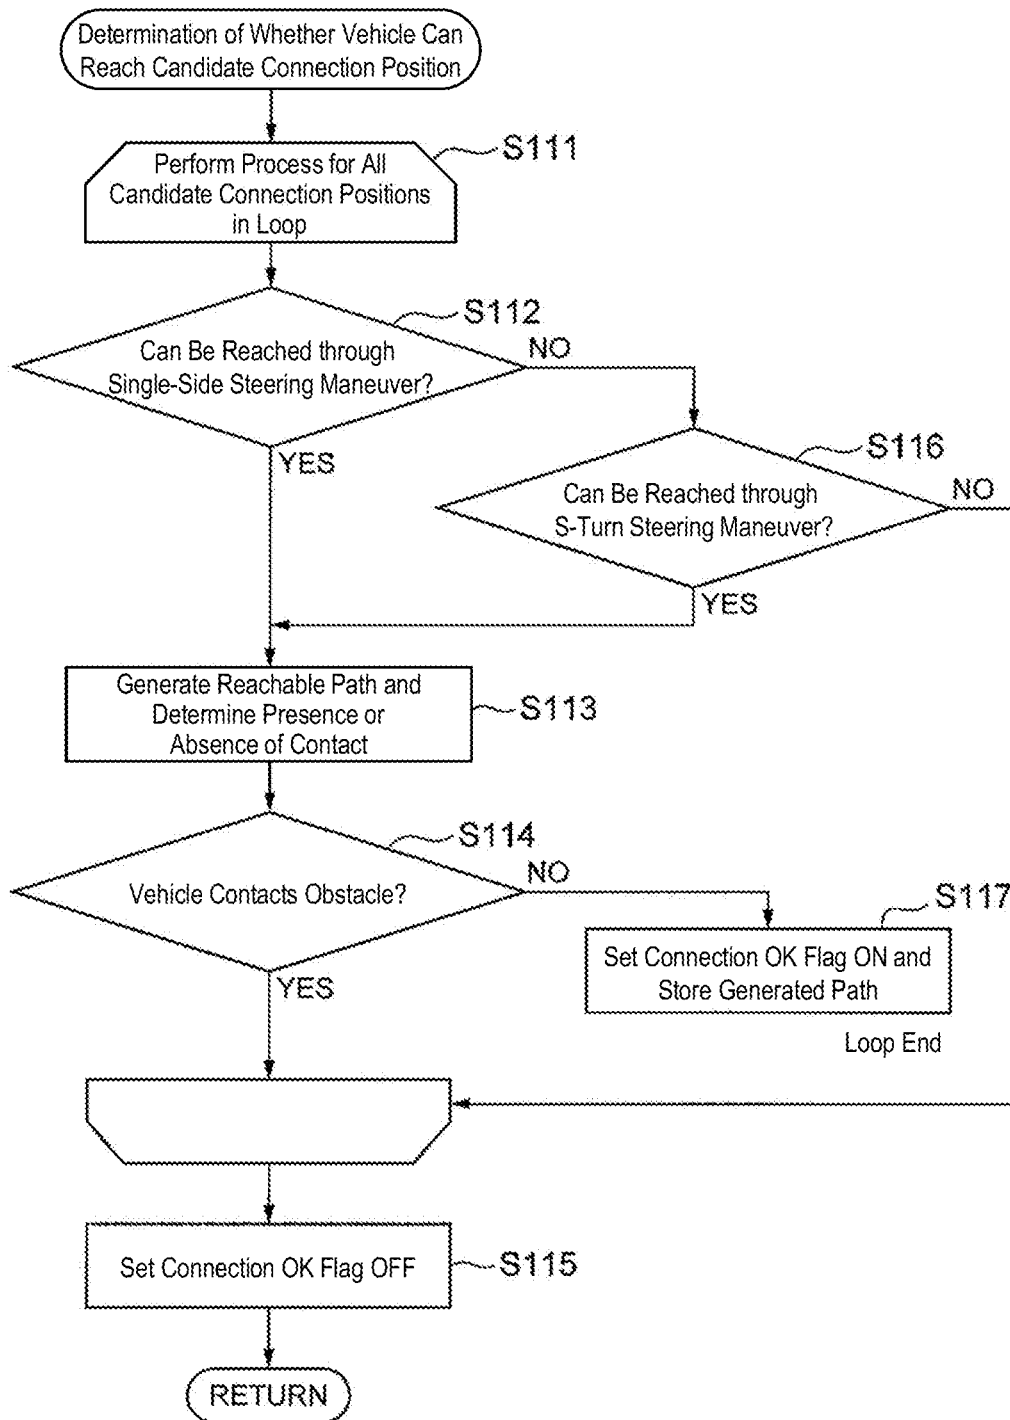 Determination of Whether Vehicle Can
Reach Candidate Connection Position
S111
Perform Process for All
Candidate Connection Positions
in Loop
S112
Can Be Reached through
Single-Side Steering Maneuver?
NO
YES
S116
Can Be Reached through
S-Turn Steering Maneuver?
NO
YES
Generate Reachable Path and
Determine Presence or
Absence of Contact
S113
S114
Vehicle Contacts Obstacle?
NO
YES
S117
Set Connection OK Flag ON and
Store Generated Path
Loop End
Set Connection OK Flag OFF
S115
RETURN